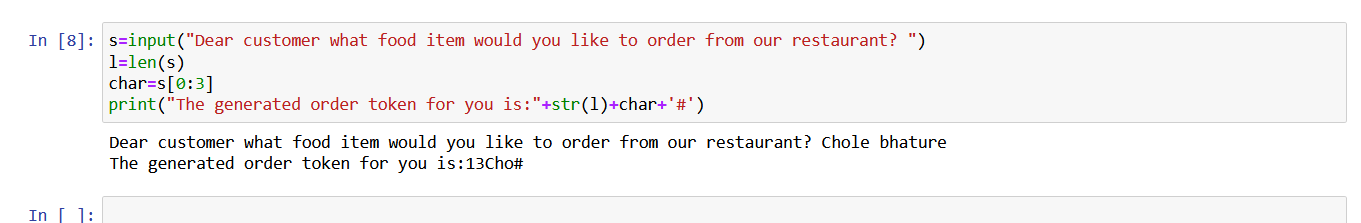 In [8]: s=input("Dear customer what food item would you like to order from our restaurant? ")
l=len(s)
char=s[0:3]
print("The generated order token for you is:"+str(l)+char+'#')
Dear customer what food item would you like to order from our restaurant? Chole bhature
The generated order token for you is:13Cho#
In [ ]: